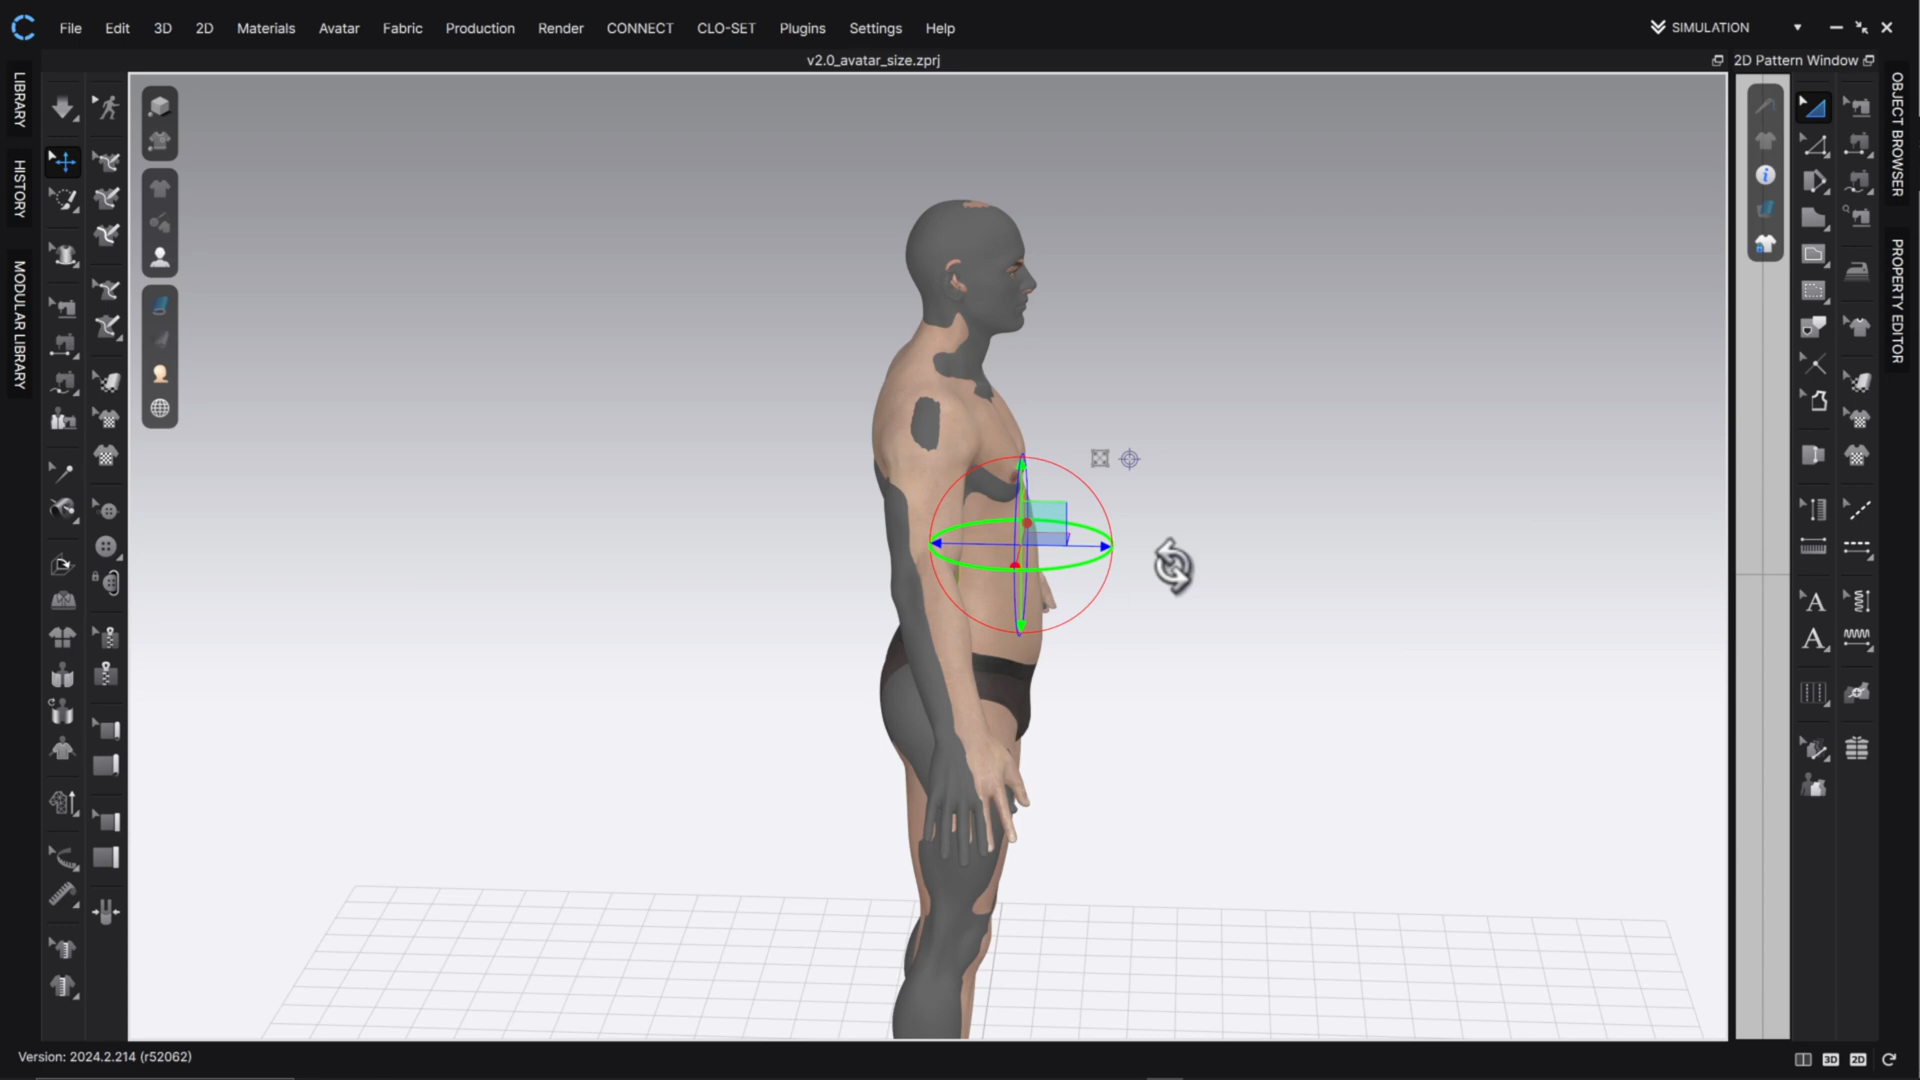 File Edit 3D 2D Materials Avatar Fabric Production Render CONNECT CLO-SET Plugins Settings Help
SIMULATION
v2.0_avatar_size.zprj
2D Pattern Window
LIBRARY
HISTORY
MODULAR LIBRARY
OBJECT BROWSER
PROPERTY EDITOR
A
A
Version: 2024.2.214 (r52062)
3D 2D